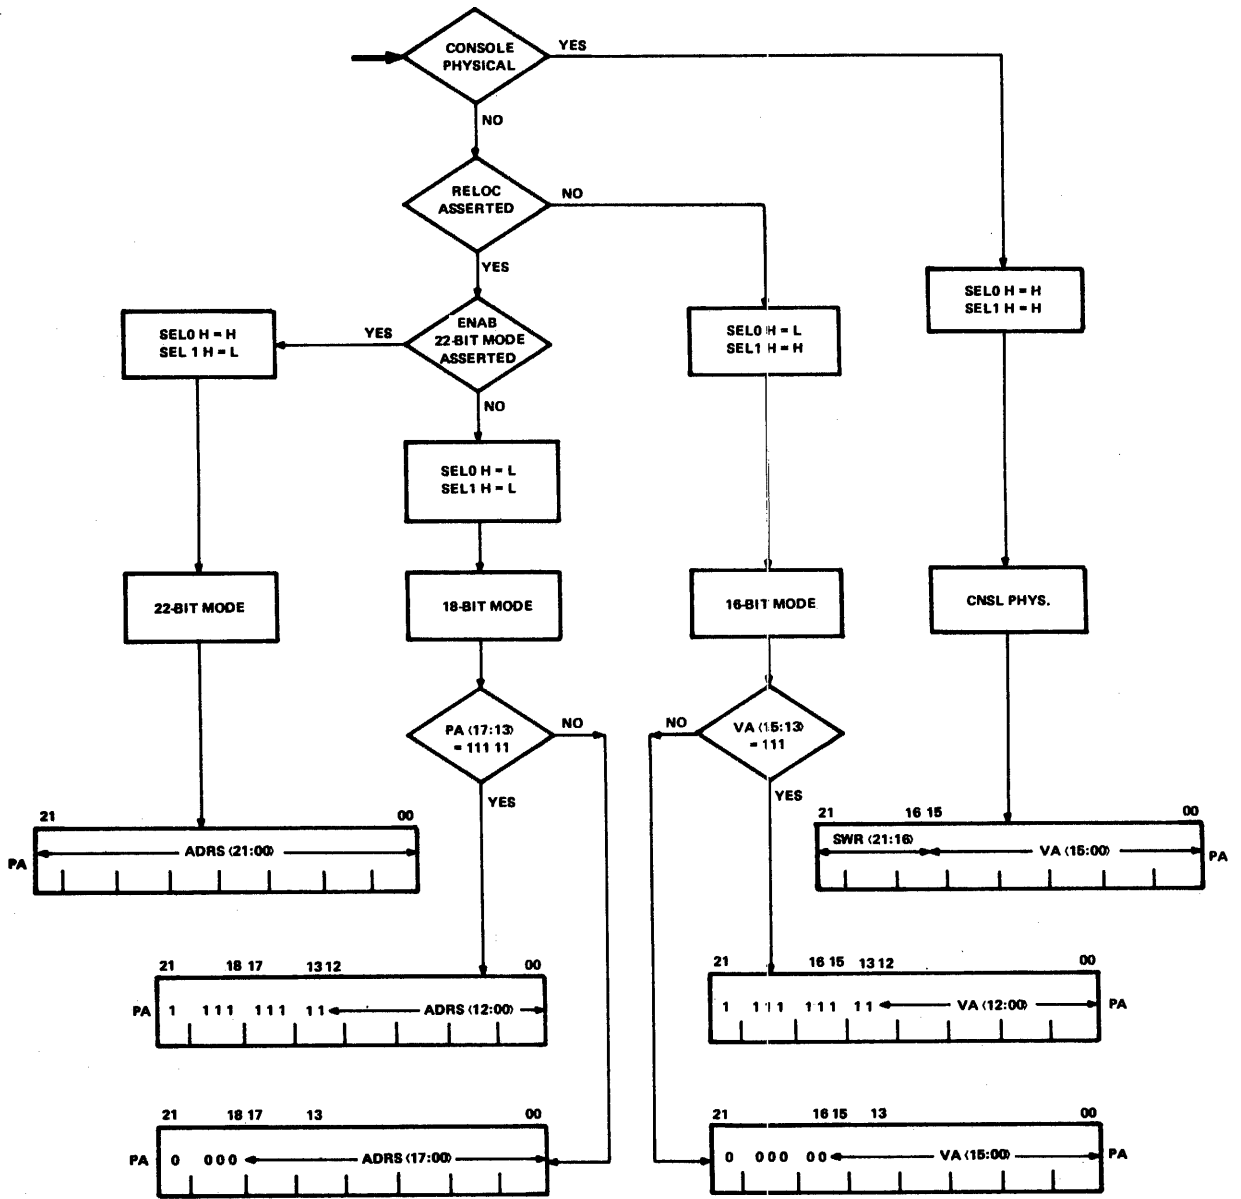 CONSOLE
PHYSICAL
YES
NO
RELOC
ASSERTED
NO
YES
ENAB
22-BIT MODE
ASSERTED
YES
NO
SEL0 H = H
SEL 1 H = L
SEL0 H = L
SEL1 H = H
SEL0 H = H
SEL1 H = H
SEL0 H = L
SEL1 H = L
22-BIT MODE
18-BIT MODE
16-BIT MODE
CNSL PHYS.
PA ⟨17:13⟩
= 111 11
NO
YES
NO
VA ⟨15:13⟩
= 111
YES
21 00
PA ADRS ⟨21:00⟩
21 16 15 00
SWR ⟨21:16⟩ VA ⟨15:00⟩ PA
21 18 17 13 12 00
PA 1 111 111 11 ADRS ⟨12:00⟩
21 16 15 13 12 00
1 111 111 11 VA ⟨12:00⟩ PA
21 18 17 13 00
PA 0 000 ADRS ⟨17:00⟩
21 16 15 13 00
0 000 00 VA ⟨15:00⟩ PA